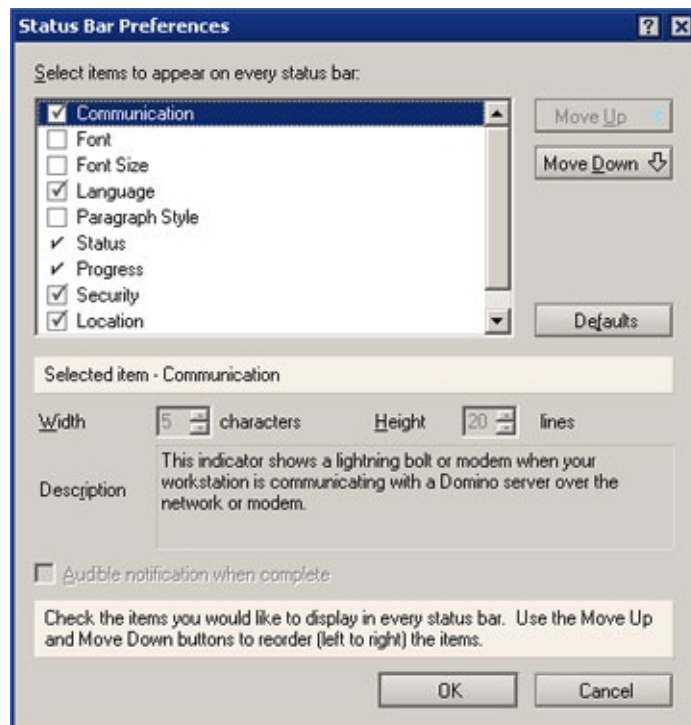 Status Bar Preferences
Select items to appear on every status bar:
Communication
Font
Font Size
Language
Paragraph Style
Status
Progress
Security
Location
Move Up
Move Down
Defaults
Selected item - Communication
Width 5 characters Height 20 lines
Description
This indicator shows a lightning bolt or modem when your
workstation is communicating with a Domino server over the
network or modem.
Audible notification when complete
Check the items you would like to display in every status bar. Use the Move Up
and Move Down buttons to reorder (left to right) the items.
OK Cancel